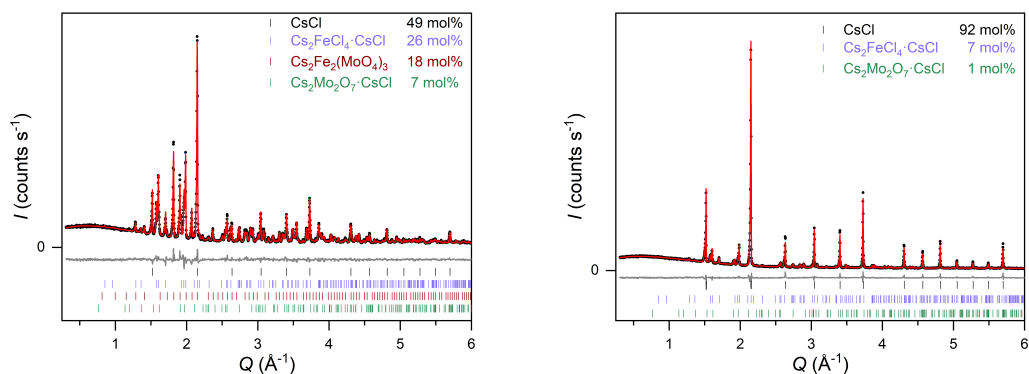 CsCl 49 mol%
Cs₂FeCl₄·CsCl 26 mol%
Cs₂Fe₂(MoO₄)₃ 18 mol%
Cs₂Mo₂O₇·CsCl 7 mol%
I (counts s⁻¹)
0
1 2 3 4 5 6
Q (Å⁻¹)
CsCl 92 mol%
Cs₂FeCl₄·CsCl 7 mol%
Cs₂Mo₂O₇·CsCl 1 mol%
I (counts s⁻¹)
0
1 2 3 4 5 6
Q (Å⁻¹)